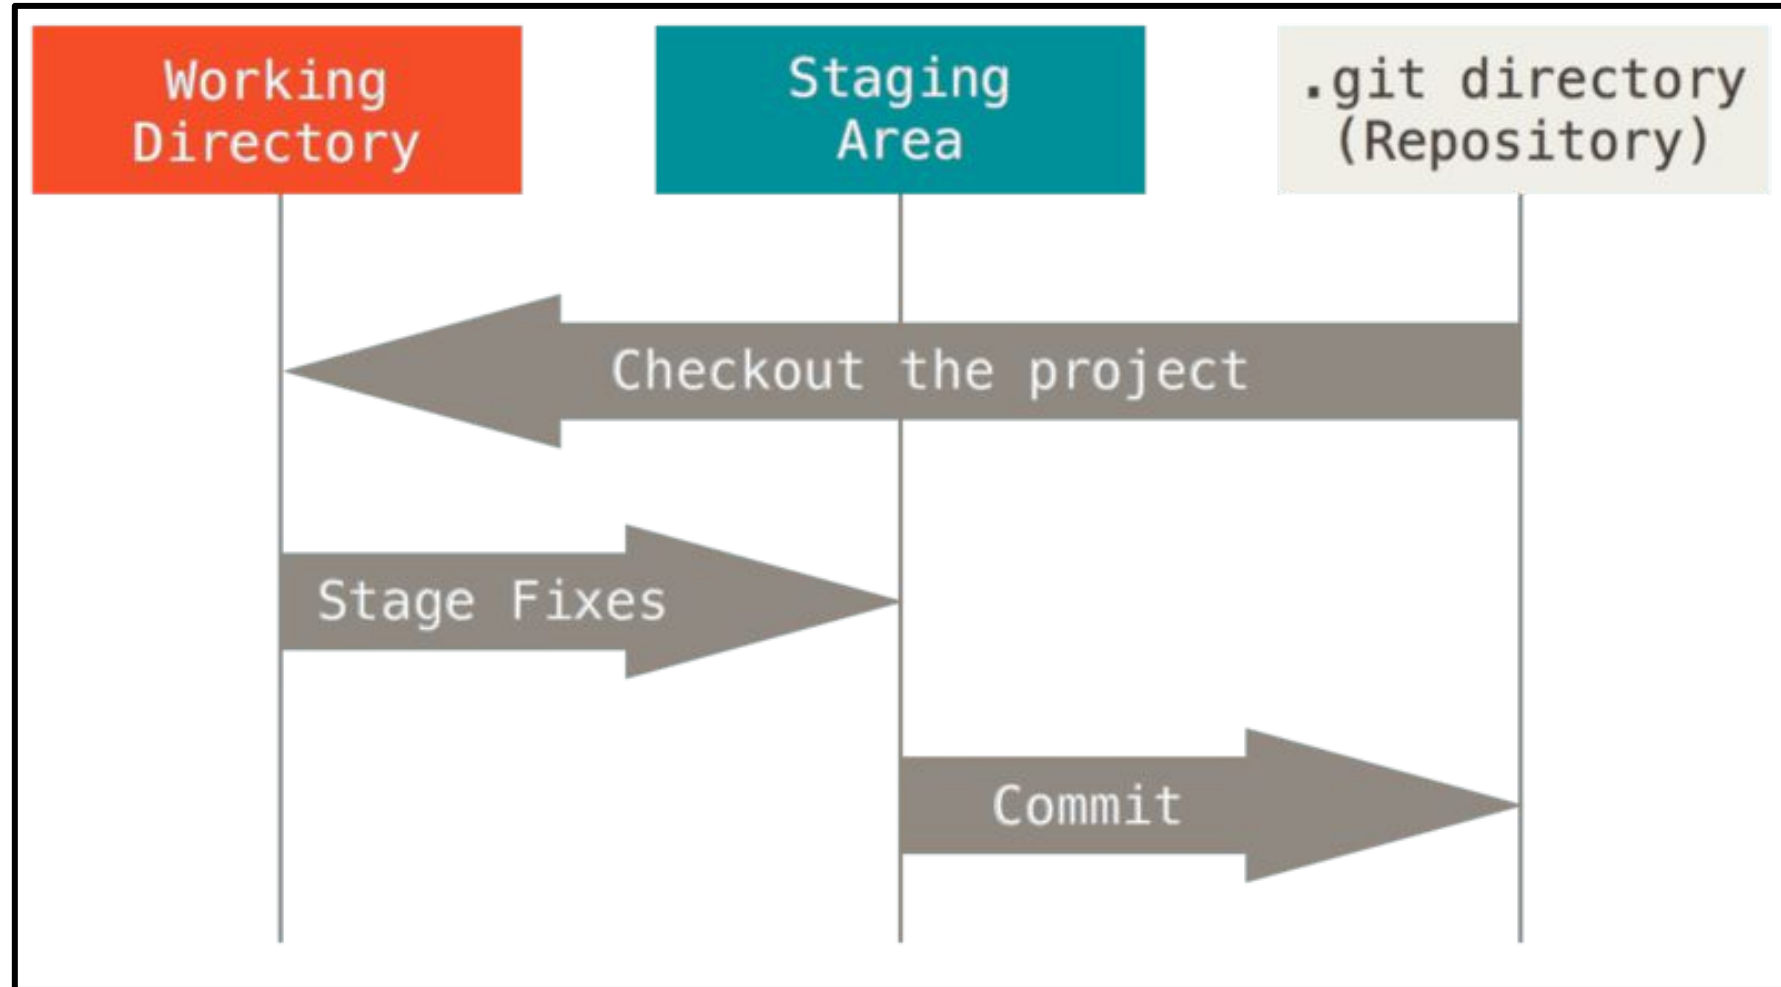 Working
Directory
Staging
Area
.git directory
(Repository)
Checkout the project
Stage Fixes
Commit